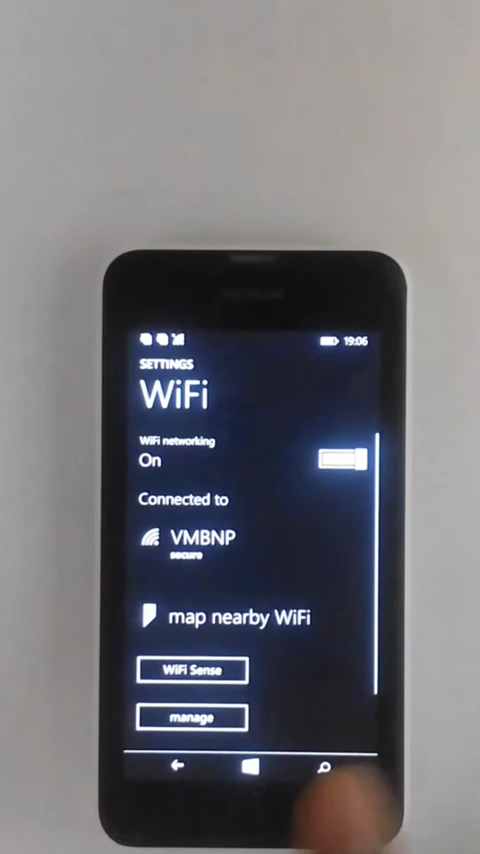 19:06
SETTINGS
WiFi
WiFi networking
On
Connected to
VMBNP
secure
map nearby WiFi
WiFi Sense
manage